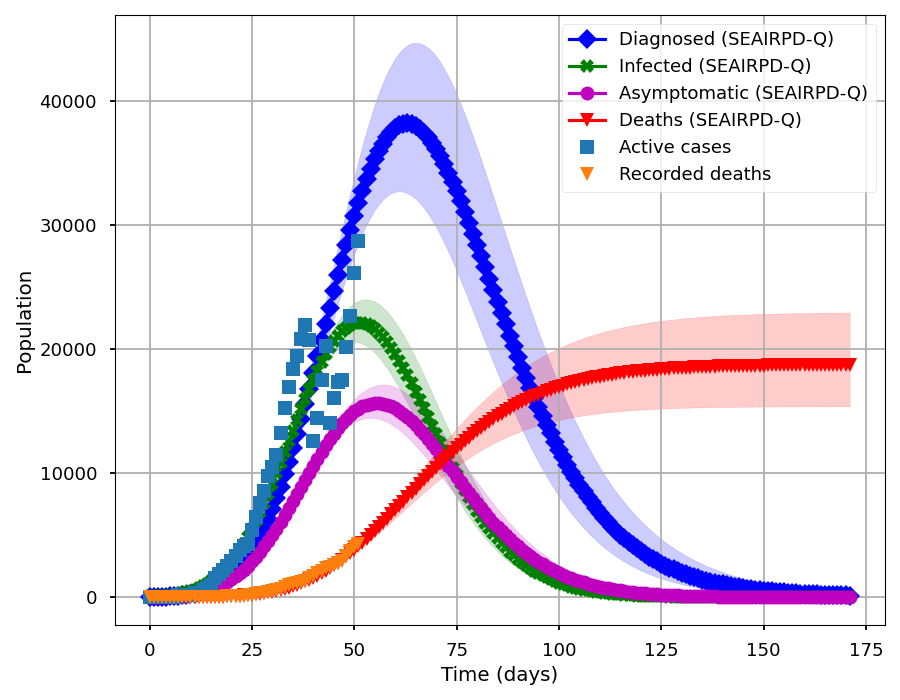 Diagnosed (SEAIRPD-Q)
Infected (SEAIRPD-Q)
Asymptomatic (SEAIRPD-Q)
Deaths (SEAIRPD-Q)
Active cases
Recorded deaths
Population
40000
30000
20000
10000
0
0 25 50 75 100 125 150 175
Time (days)